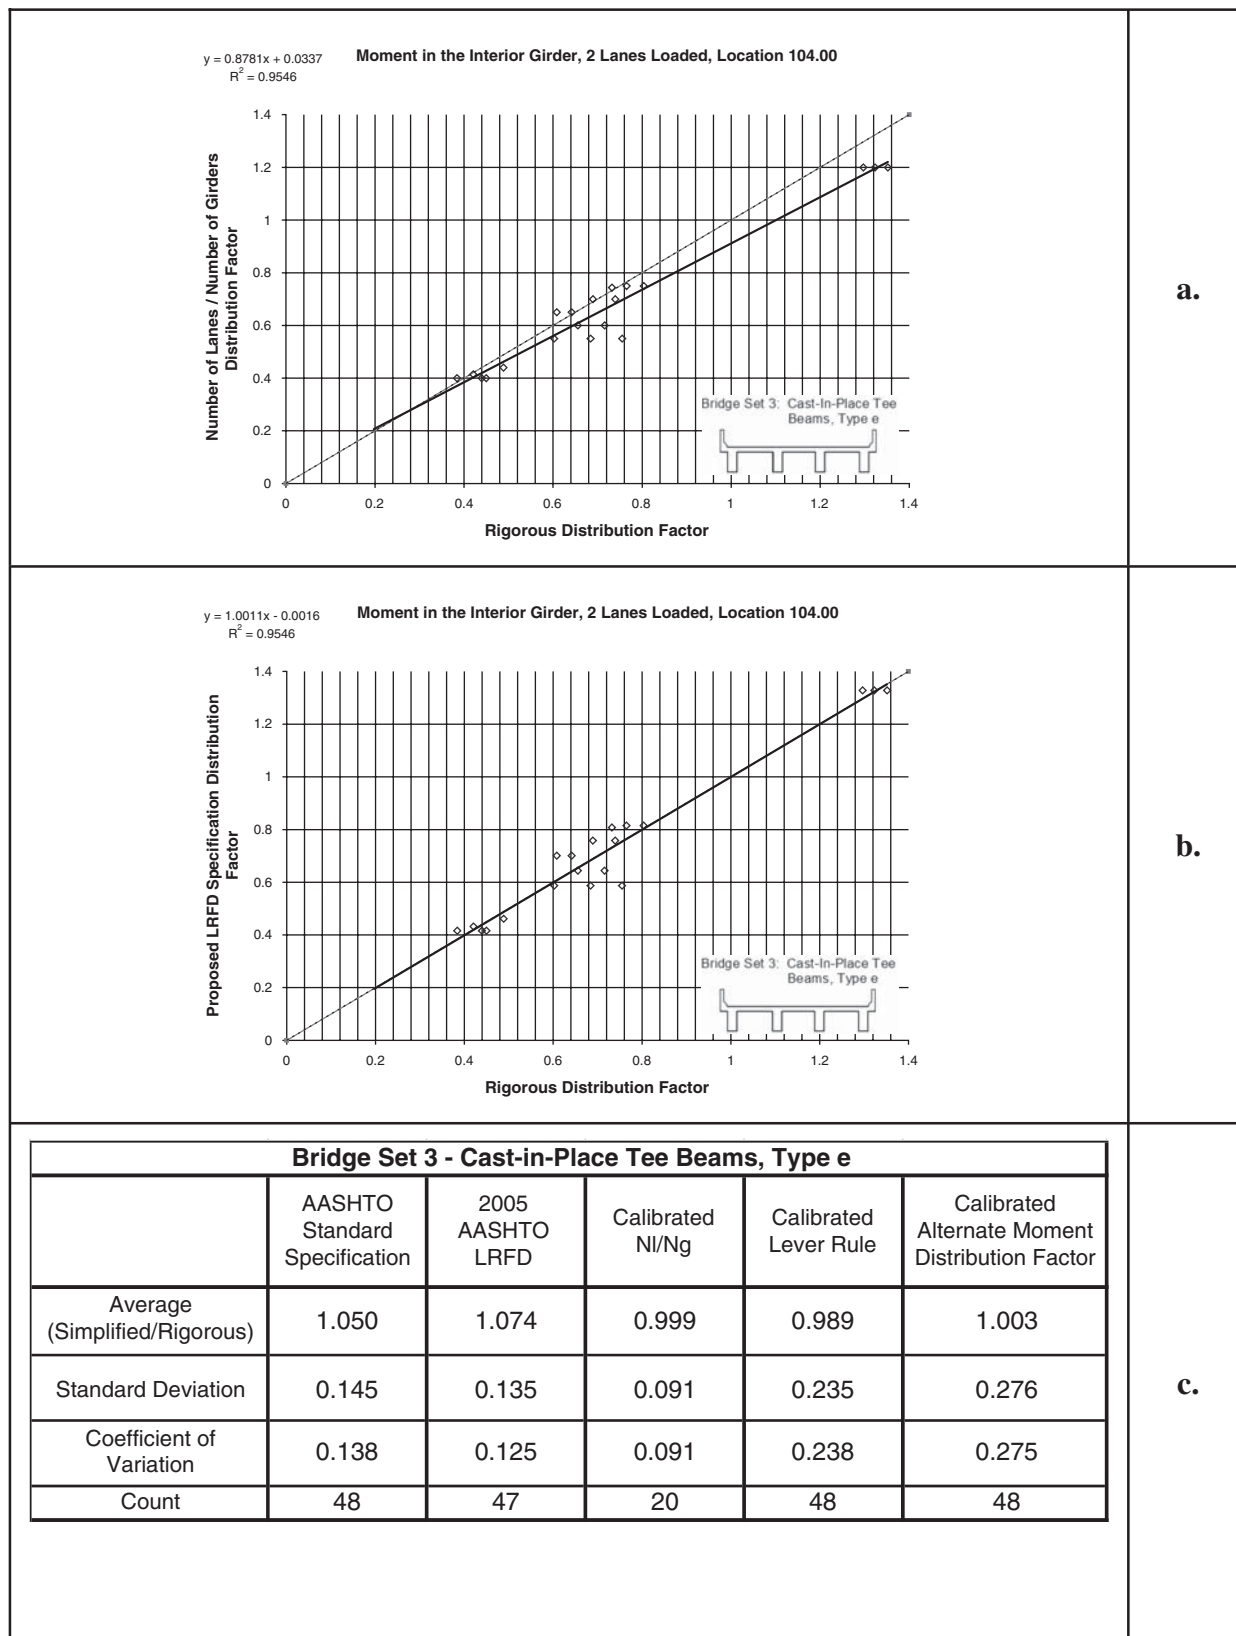 y = 0.8781x + 0.0337
R² = 0.9546
Moment in the Interior Girder, 2 Lanes Loaded, Location 104.00
Number of Lanes / Number of Girders
Distribution Factor
1.4
1.2
1
0.8
0.6
0.4
0.2
0
0 0.2 0.4 0.6 0.8 1 1.2 1.4
Rigorous Distribution Factor
Bridge Set 3: Cast-In-Place Tee
Beams, Type e
a.
y = 1.0011x - 0.0016
R² = 0.9546
Moment in the Interior Girder, 2 Lanes Loaded, Location 104.00
Proposed LRFD Specification Distribution
Factor
1.4
1.2
1
0.8
0.6
0.4
0.2
0
0 0.2 0.4 0.6 0.8 1 1.2 1.4
Rigorous Distribution Factor
Bridge Set 3: Cast-In-Place Tee
Beams, Type e
b.
Bridge Set 3 - Cast-in-Place Tee Beams, Type e
AASHTO Standard Specification
2005 AASHTO LRFD
Calibrated Nl/Ng
Calibrated Lever Rule
Calibrated Alternate Moment Distribution Factor
Average (Simplified/Rigorous) 1.050 1.074 0.999 0.989 1.003
Standard Deviation 0.145 0.135 0.091 0.235 0.276
Coefficient of Variation 0.138 0.125 0.091 0.238 0.275
Count 48 47 20 48 48
c.